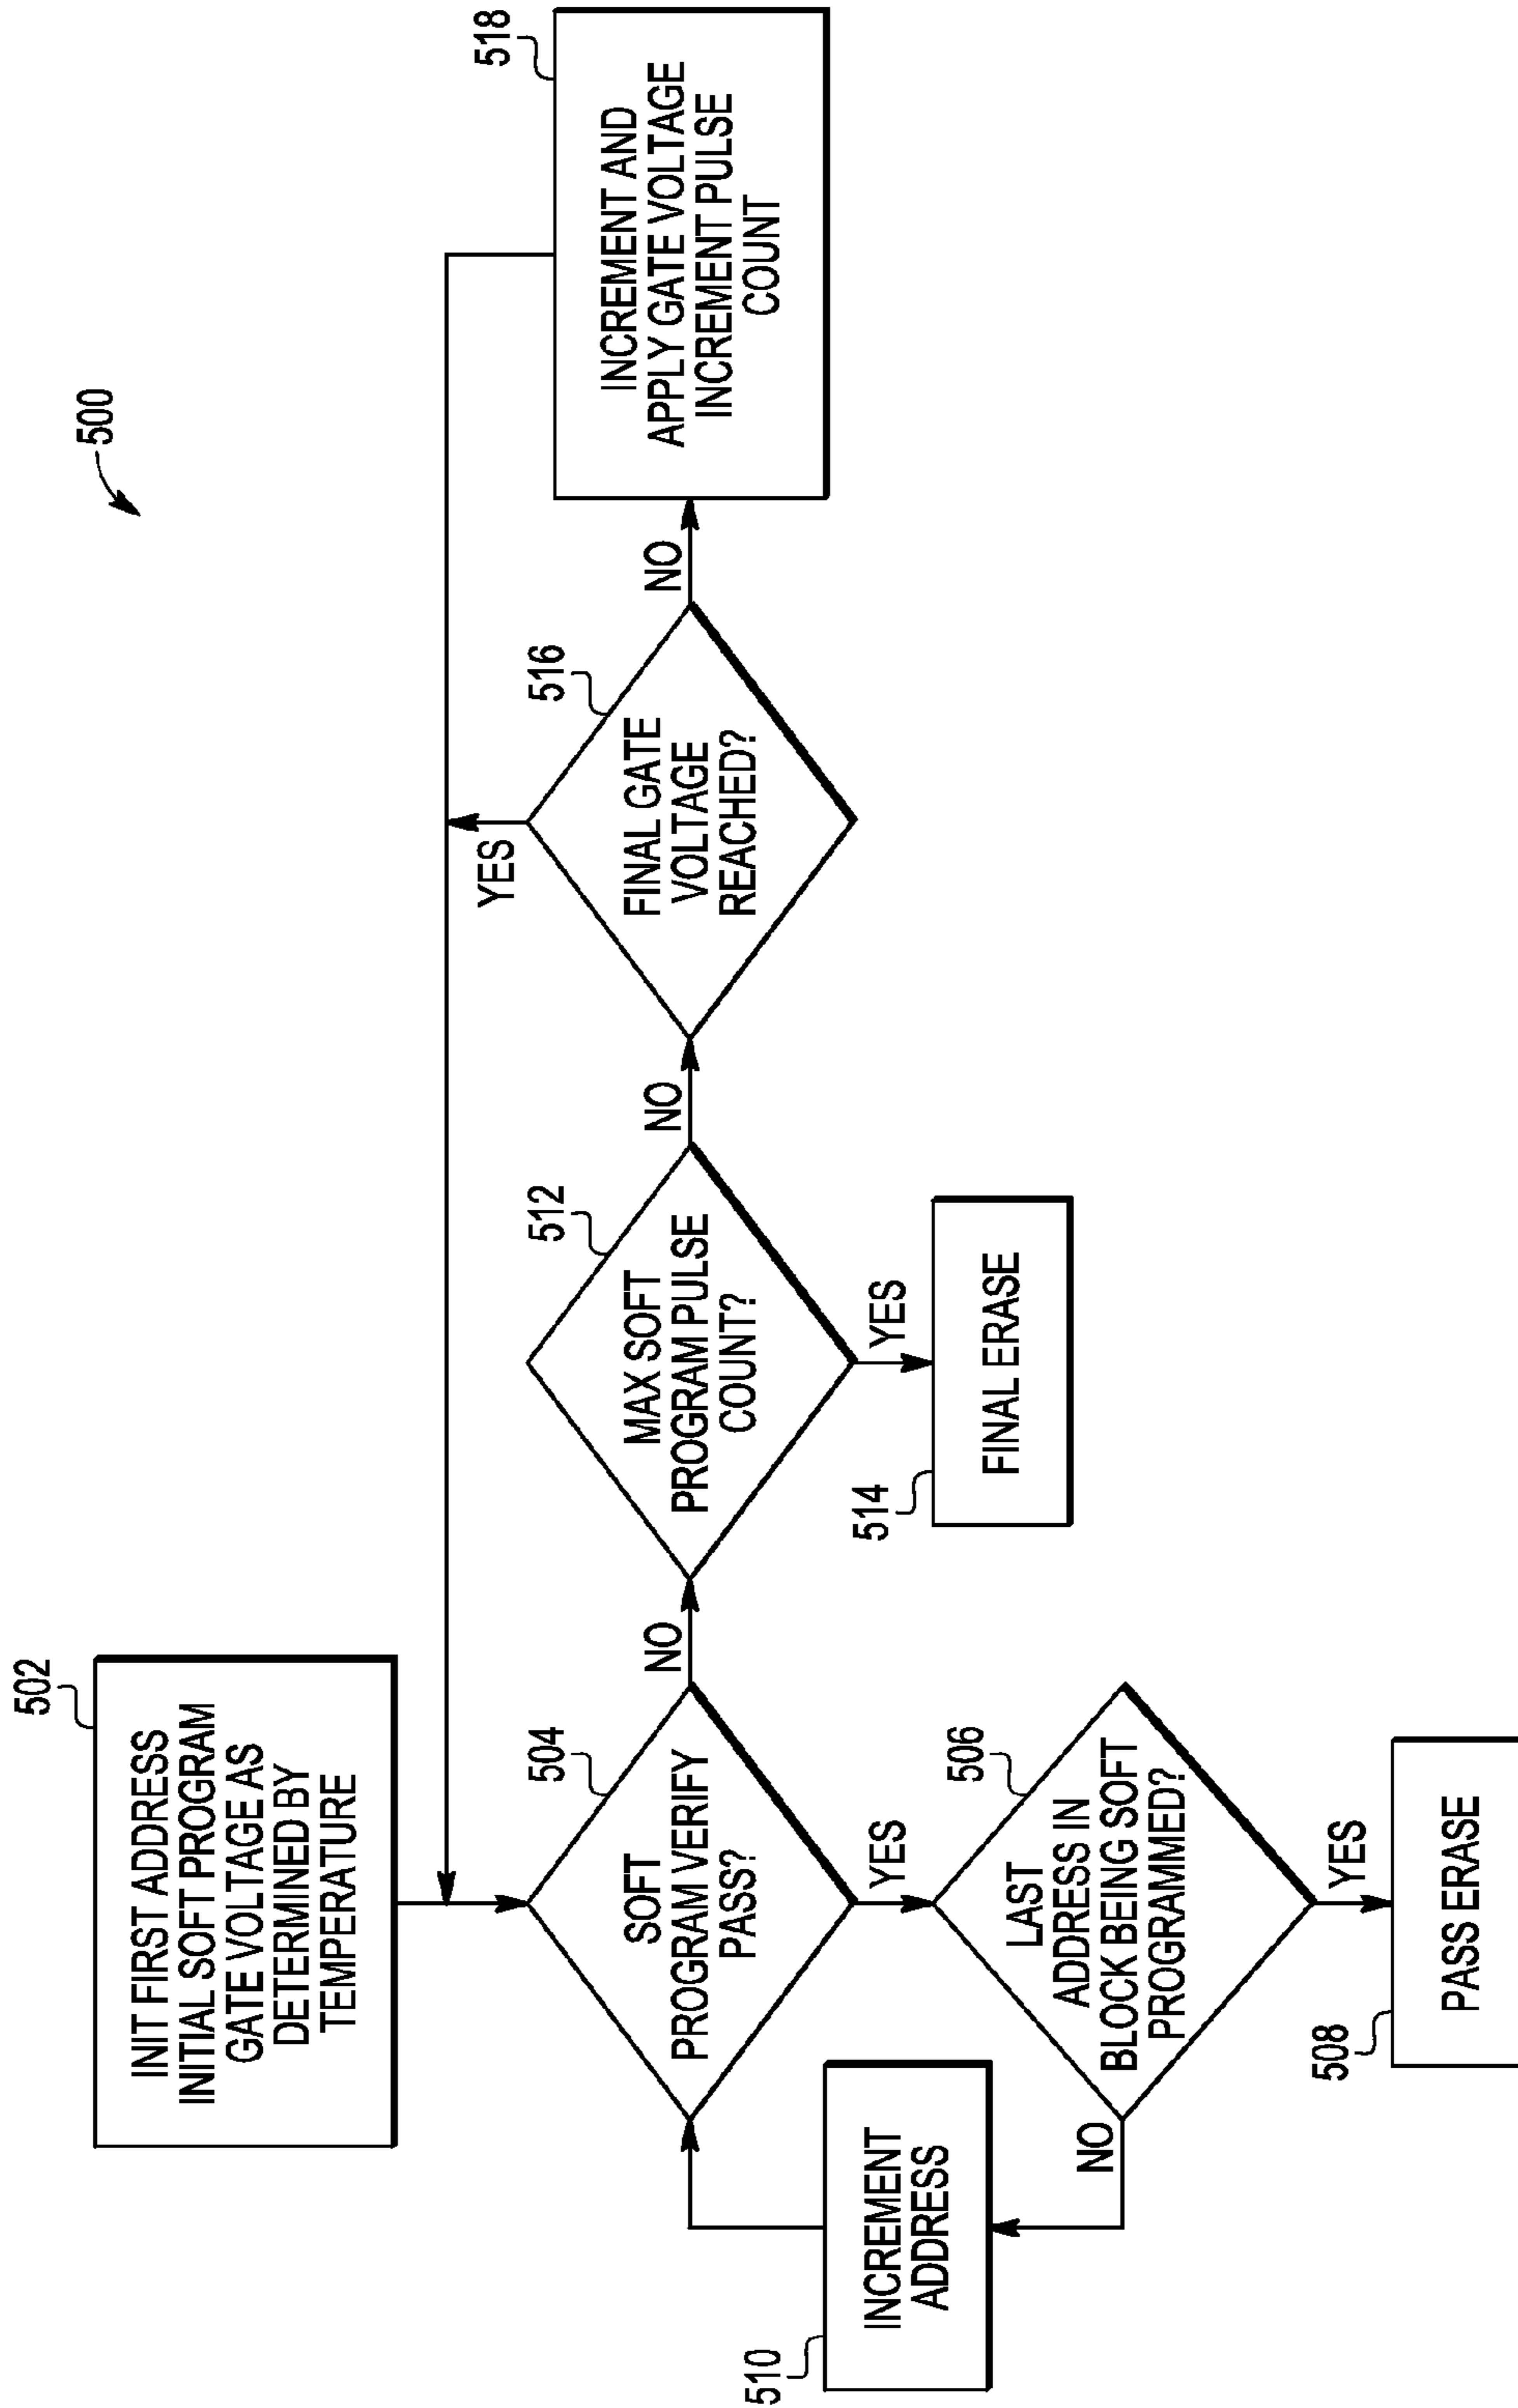 500
502
INIT FIRST ADDRESS
INITIAL SOFT PROGRAM
GATE VOLTAGE AS
DETERMINED BY
TEMPERATURE
504
SOFT
PROGRAM VERIFY
PASS?
NO
YES
512
MAX SOFT
PROGRAM PULSE
COUNT?
NO
YES
516
FINAL GATE
VOLTAGE
REACHED?
YES
NO
518
INCREMENT AND
APPLY GATE VOLTAGE
INCREMENT PULSE
COUNT
510
INCREMENT
ADDRESS
506
LAST
ADDRESS IN
BLOCK BEING SOFT
PROGRAMMED?
NO
YES
514
FINAL ERASE
508
PASS ERASE